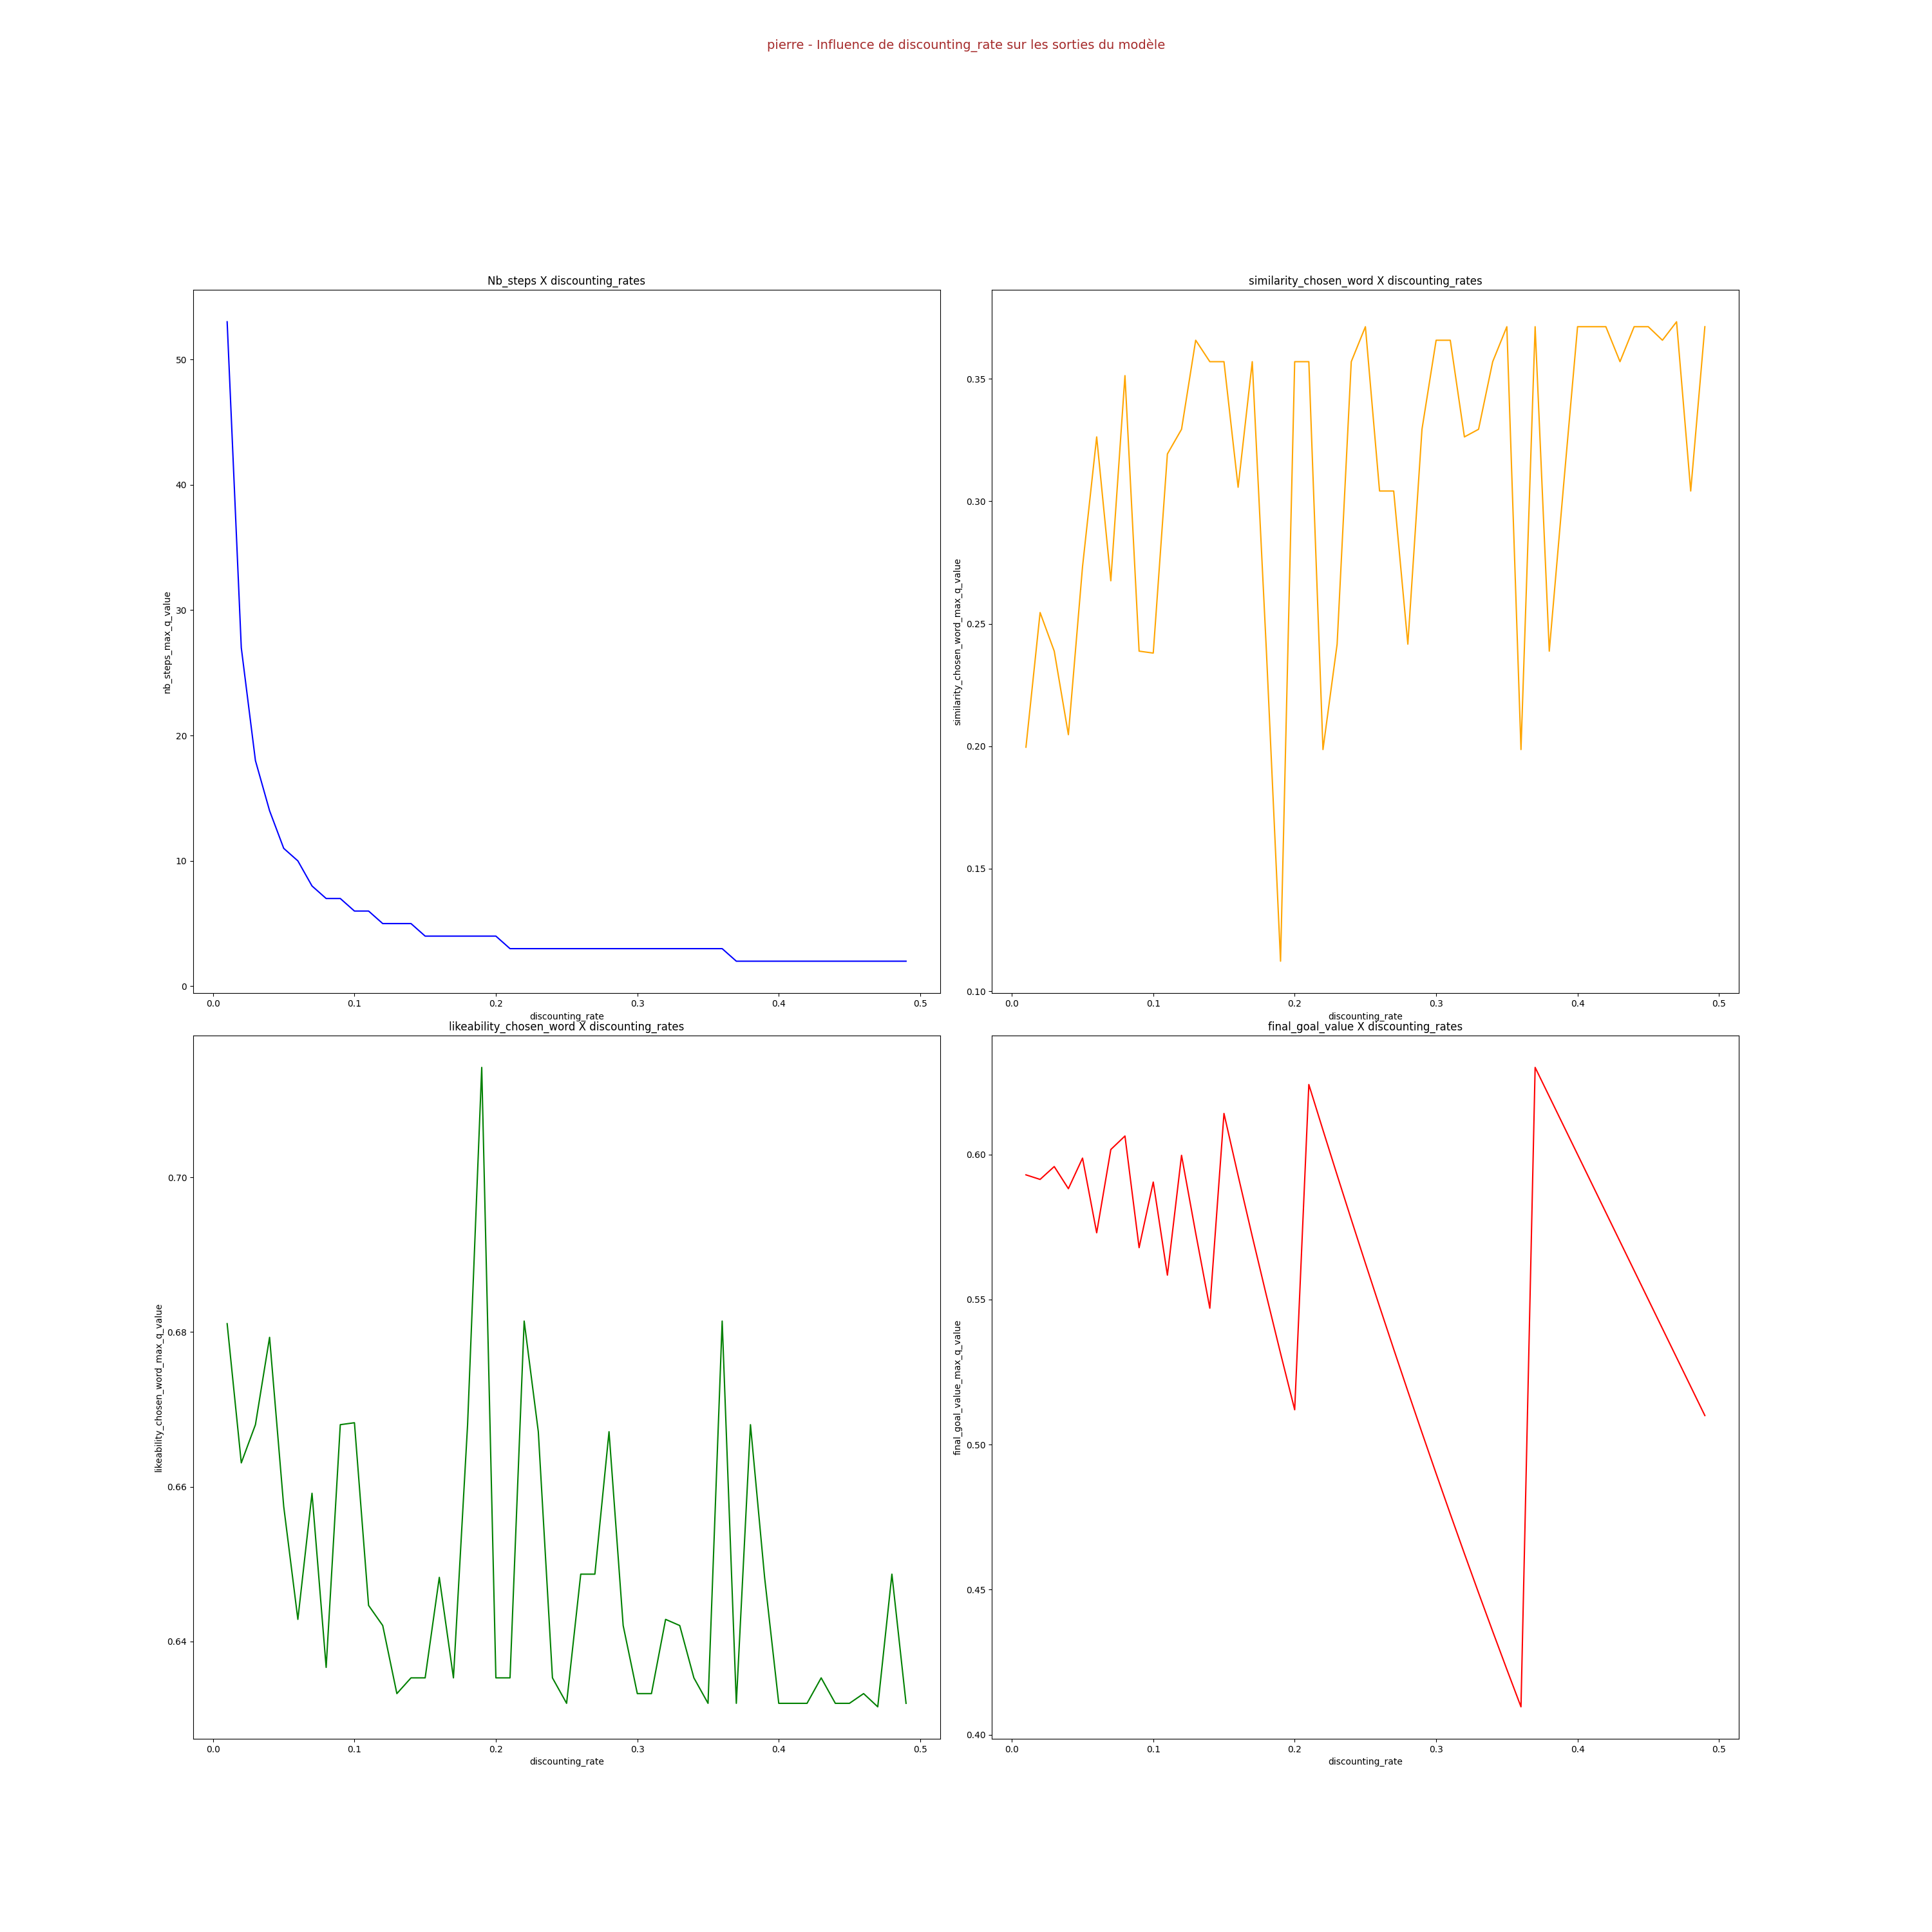 pierre - Influence de discounting_rate sur les sorties du modèle
Nb_steps X discounting_rates
nb_steps_max_q_value
50
40
30
20
10
0
0.0 0.1 0.2 0.3 0.4 0.5
discounting_rate
similarity_chosen_word X discounting_rates
similarity_chosen_word_max_q_value
0.35
0.30
0.25
0.20
0.15
0.10
0.0 0.1 0.2 0.3 0.4 0.5
discounting_rate
likeability_chosen_word X discounting_rates
likeability_chosen_word_max_q_value
0.70
0.68
0.66
0.64
0.0 0.1 0.2 0.3 0.4 0.5
discounting_rate
final_goal_value X discounting_rates
final_goal_value_max_q_value
0.60
0.55
0.50
0.45
0.40
0.0 0.1 0.2 0.3 0.4 0.5
discounting_rate